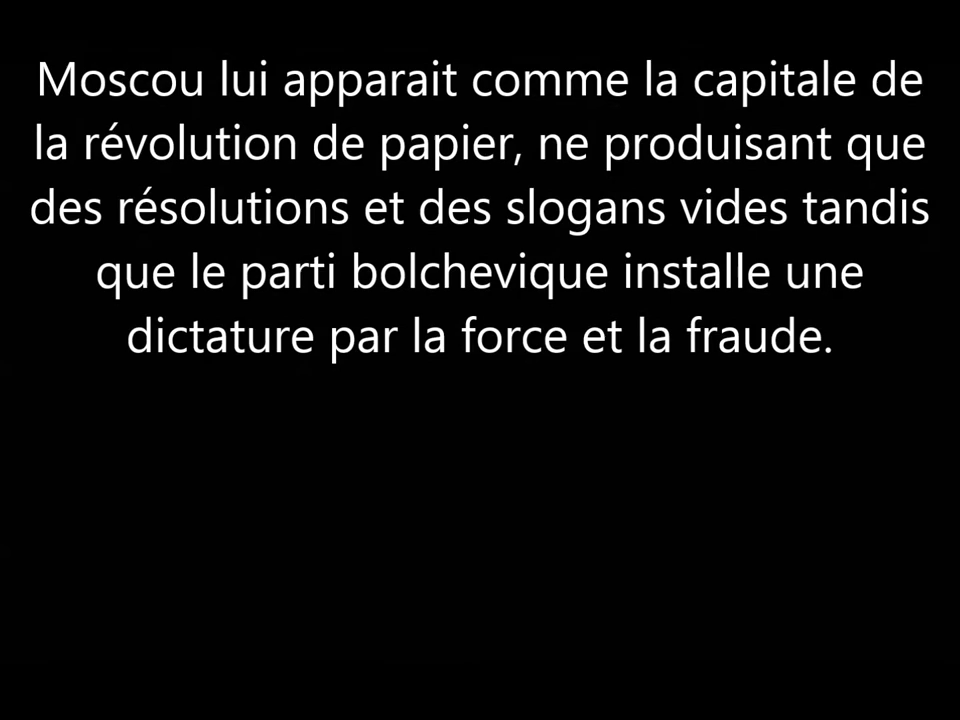 Moscou lui apparait comme la capitale de
la révolution de papier, ne produisant que
des résolutions et des slogans vides tandis
que le parti bolchevique installe une
dictature par la force et la fraude.